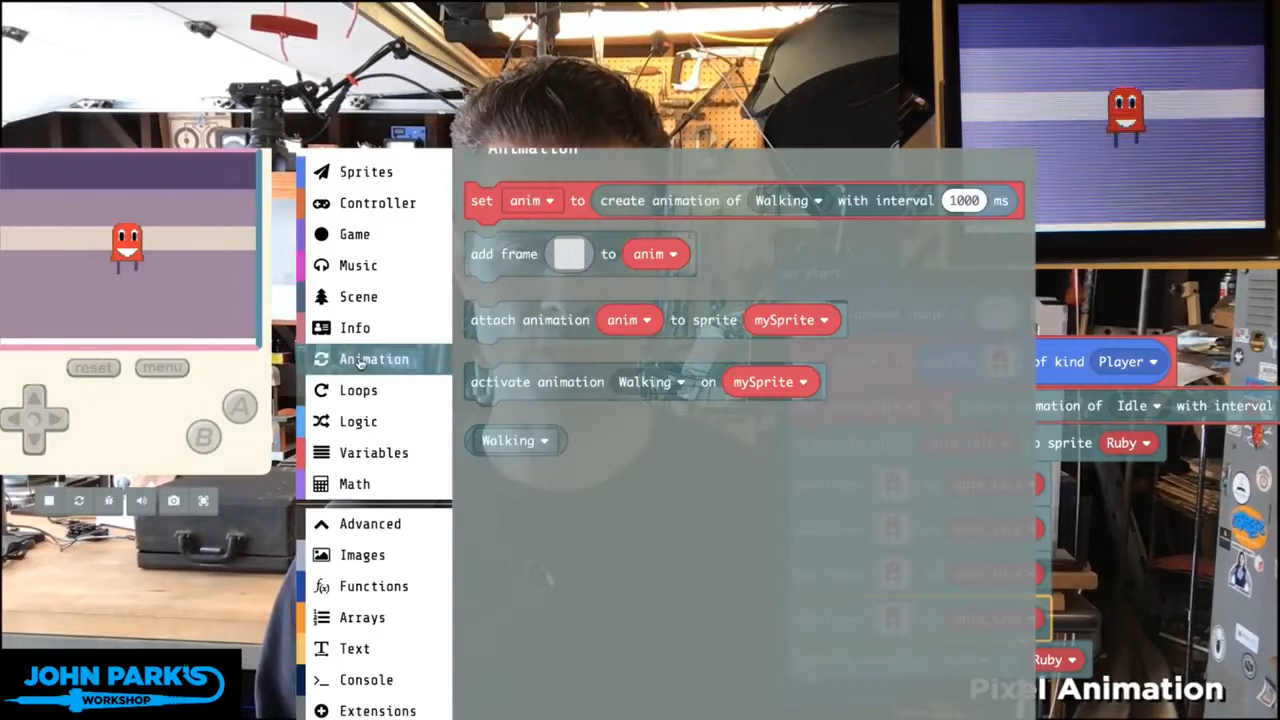 Animation
Sprites
Controller
Game
Music
Scene
Info
Animation
Loops
Logic
Variables
Math
Advanced
Images
Functions
Arrays
Text
Console
Extensions
set anim to create animation of Walking with interval 1000 ms
add frame to anim
attach animation anim to sprite mySprite
activate animation Walking on mySprite
Walking
on start
of kind Player
mation of Idle with interval
o sprite Ruby
Ruby
reset menu
A
B
JOHN PARK'S
WORKSHOP
Pixel Animation